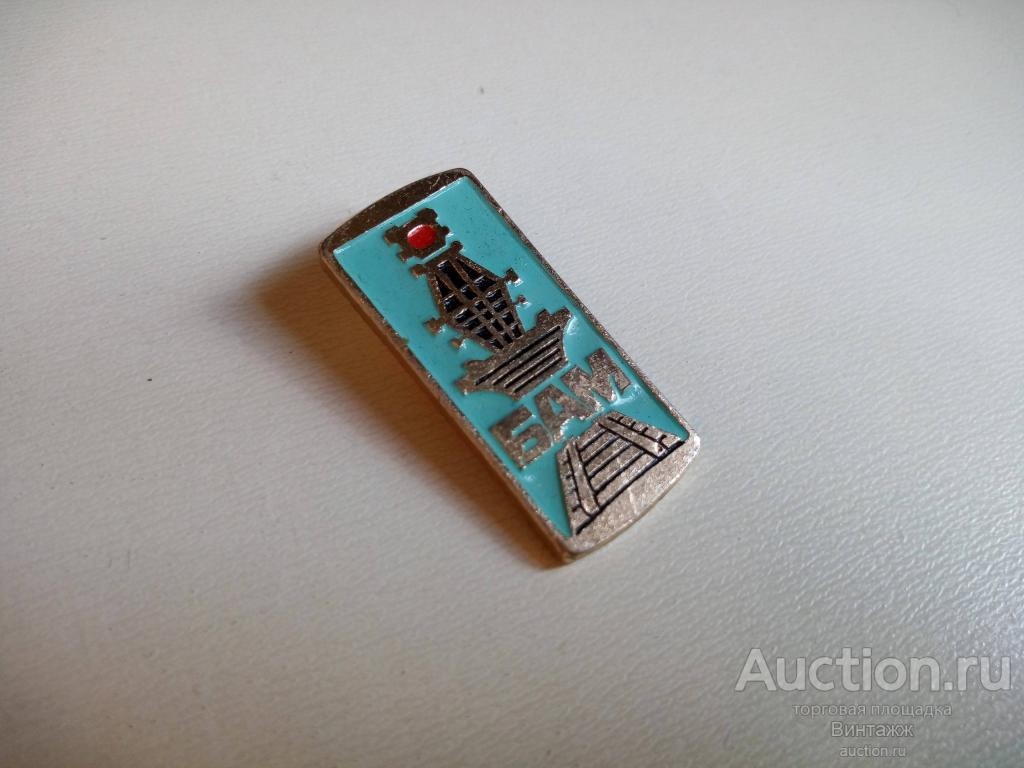 БАМ
Auction.ru
торговая площадка
Винтажж
auction.ru